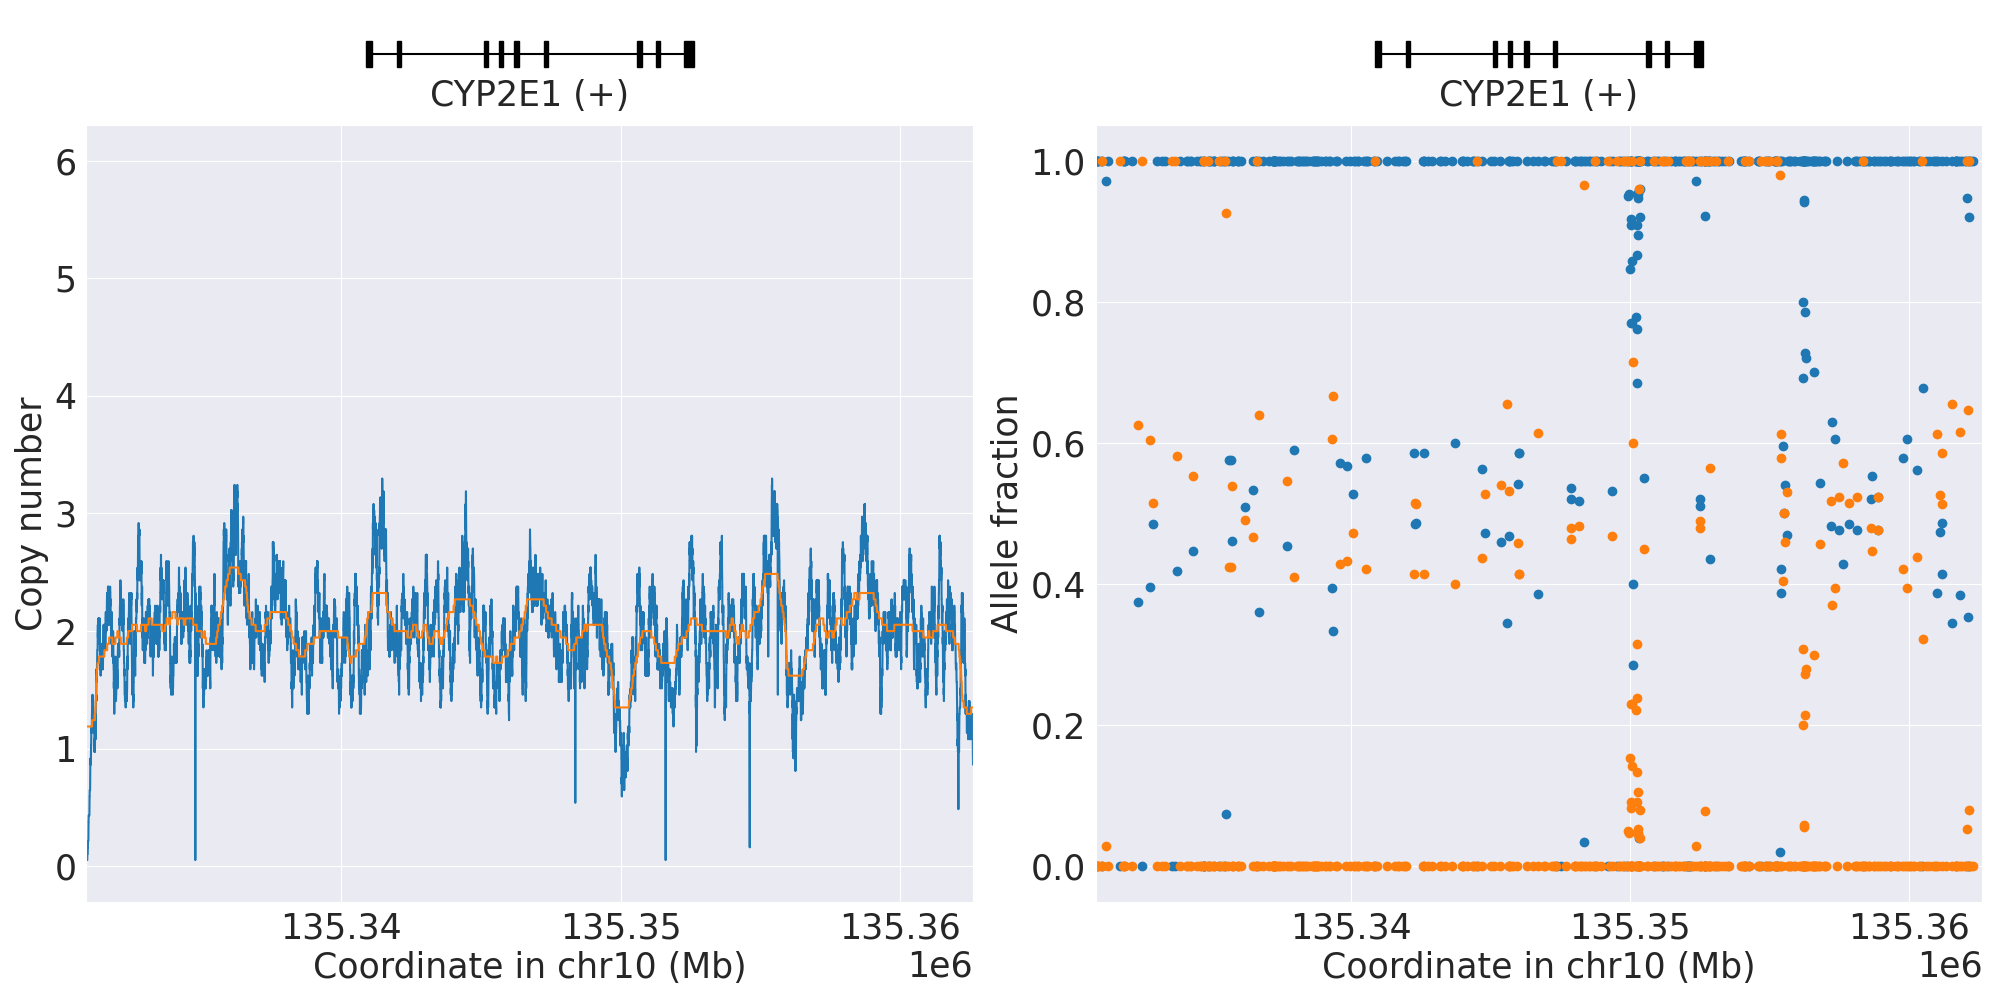 CYP2E1 (+)
6
5
4
3
2
1
0
Copy number
135.34
135.35
135.36
Coordinate in chr10 (Mb)
1e6
CYP2E1 (+)
1.0
0.8
0.6
0.4
0.2
0.0
Allele fraction
135.34
135.35
135.36
Coordinate in chr10 (Mb)
1e6